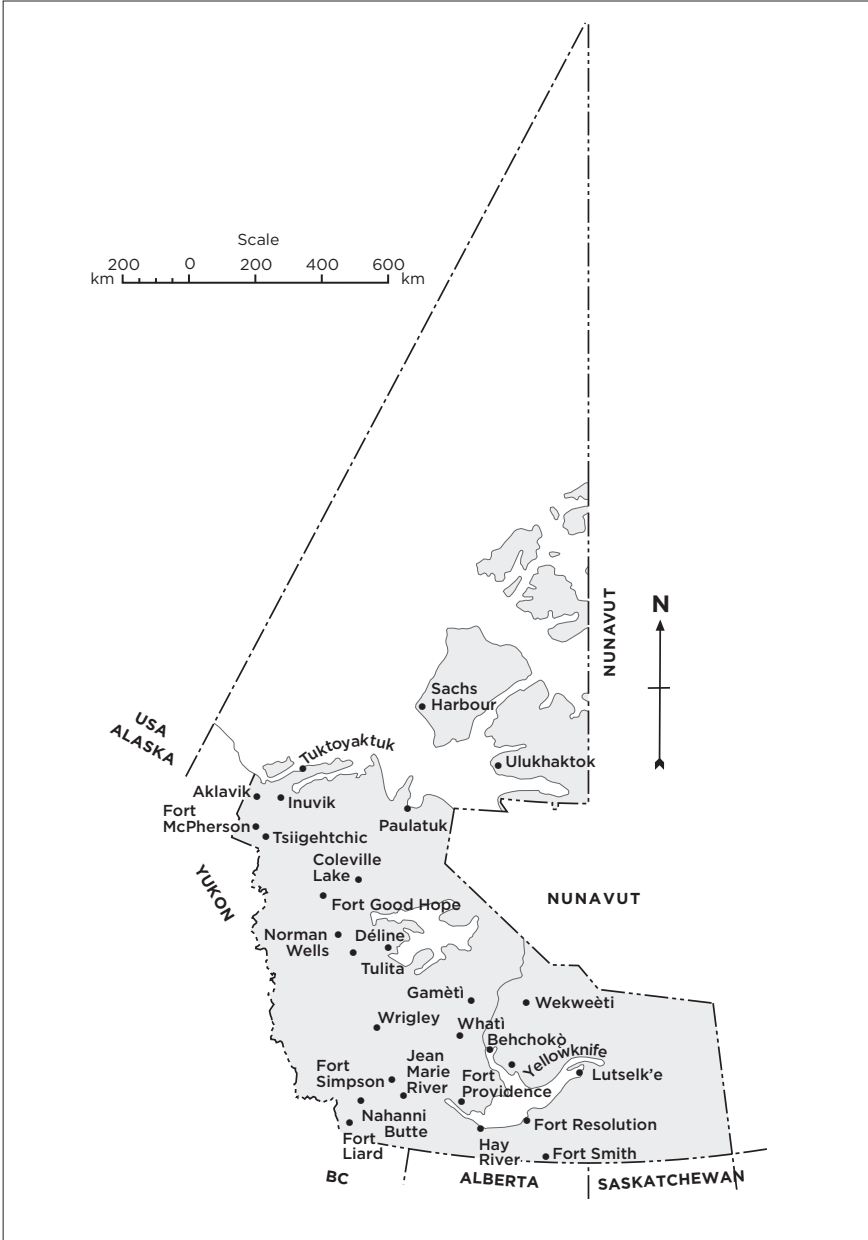 Scale
200 0 200 400 600
km km
N
NUNAVUT
Sachs
Harbour
USA
ALASKA
Tuktoyaktuk
Ulukhaktok
Aklavik
Inuvik
Fort
McPherson
Paulatuk
Tsiigehtchic
Coleville
Lake
YUKON
Fort Good Hope
NUNAVUT
Norman
Wells
Déline
Tulita
Gamètì
Wekweètì
Wrigley
Whatì
Behchokò
Yellowknife
Fort
Simpson
Jean
Marie
River
Fort
Providence
Lutselk'e
Nahanni
Butte
Fort Resolution
Fort
Liard
Hay
River
Fort Smith
BC
ALBERTA
SASKATCHEWAN